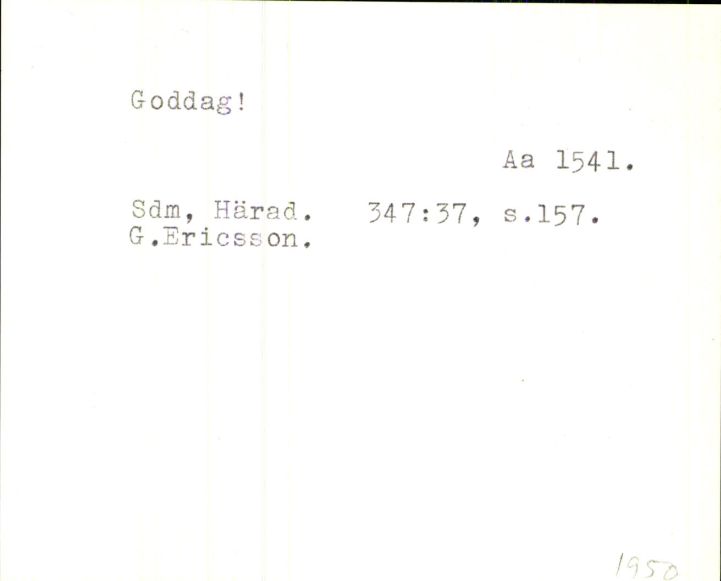 Goddag!
Aa 1541.
Sdm, Härad. 347:37, s.157.
G.Ericsson.
1950